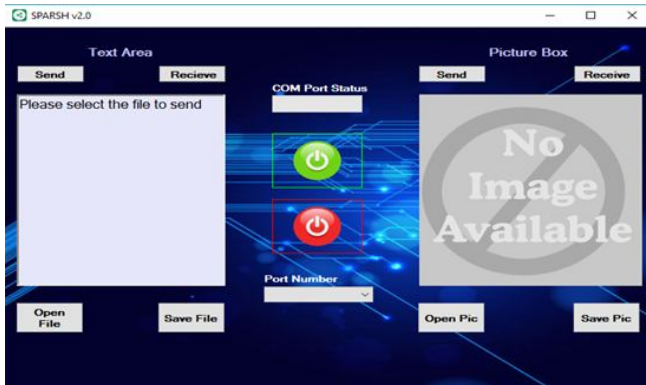 SPARSH v2.0
Text Area
Send
Recieve
Please select the file to send
Open
File
Save File
COM Port Status
Port Number
Picture Box
Send
Receive
No
Image
Available
Open Pic
Save Pic